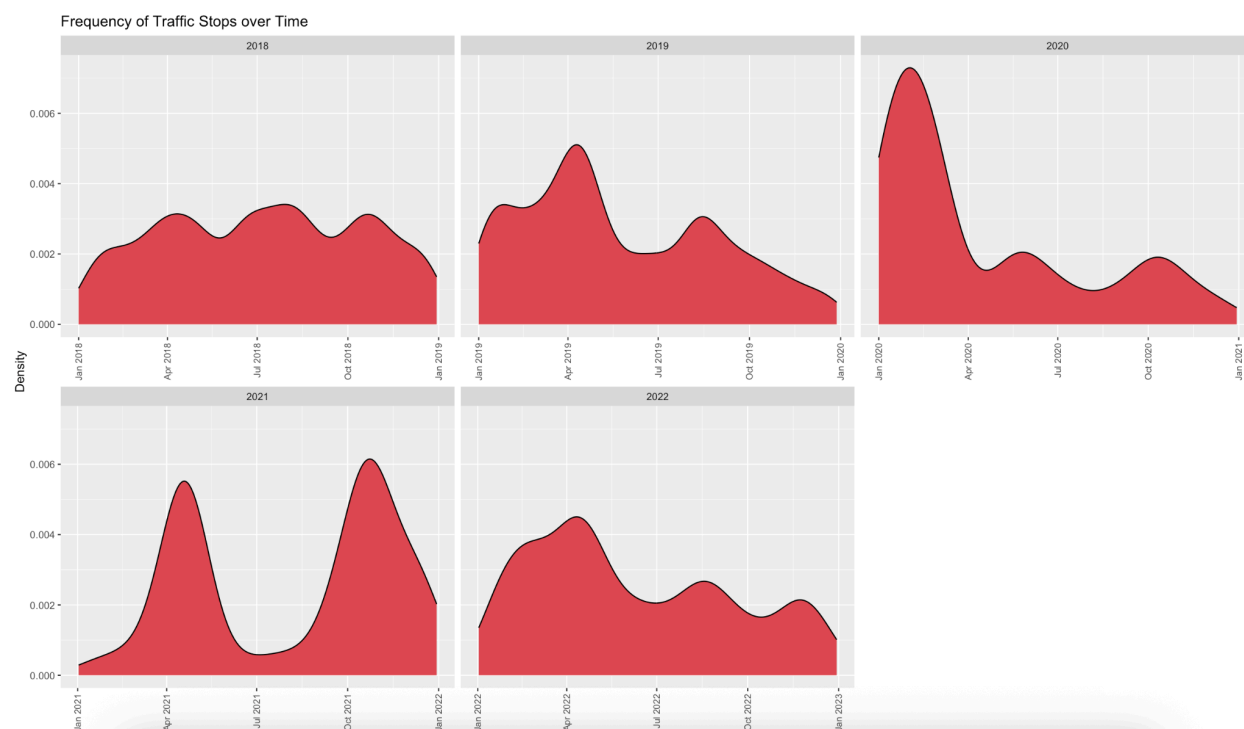 Frequency of Traffic Stops over Time
2018
2019
2020
0.006
0.004
0.002
0.000
Jan 2018
Apr 2018
Jul 2018
Oct 2018
Jan 2019
Jan 2019
Apr 2019
Jul 2019
Oct 2019
Jan 2020
Jan 2020
Apr 2020
Jul 2020
Oct 2020
Jan 2021
Density
2021
2022
0.006
0.004
0.002
0.000
Jan 2021
Apr 2021
Jul 2021
Oct 2021
Jan 2022
Jan 2022
Apr 2022
Jul 2022
Oct 2022
Jan 2023